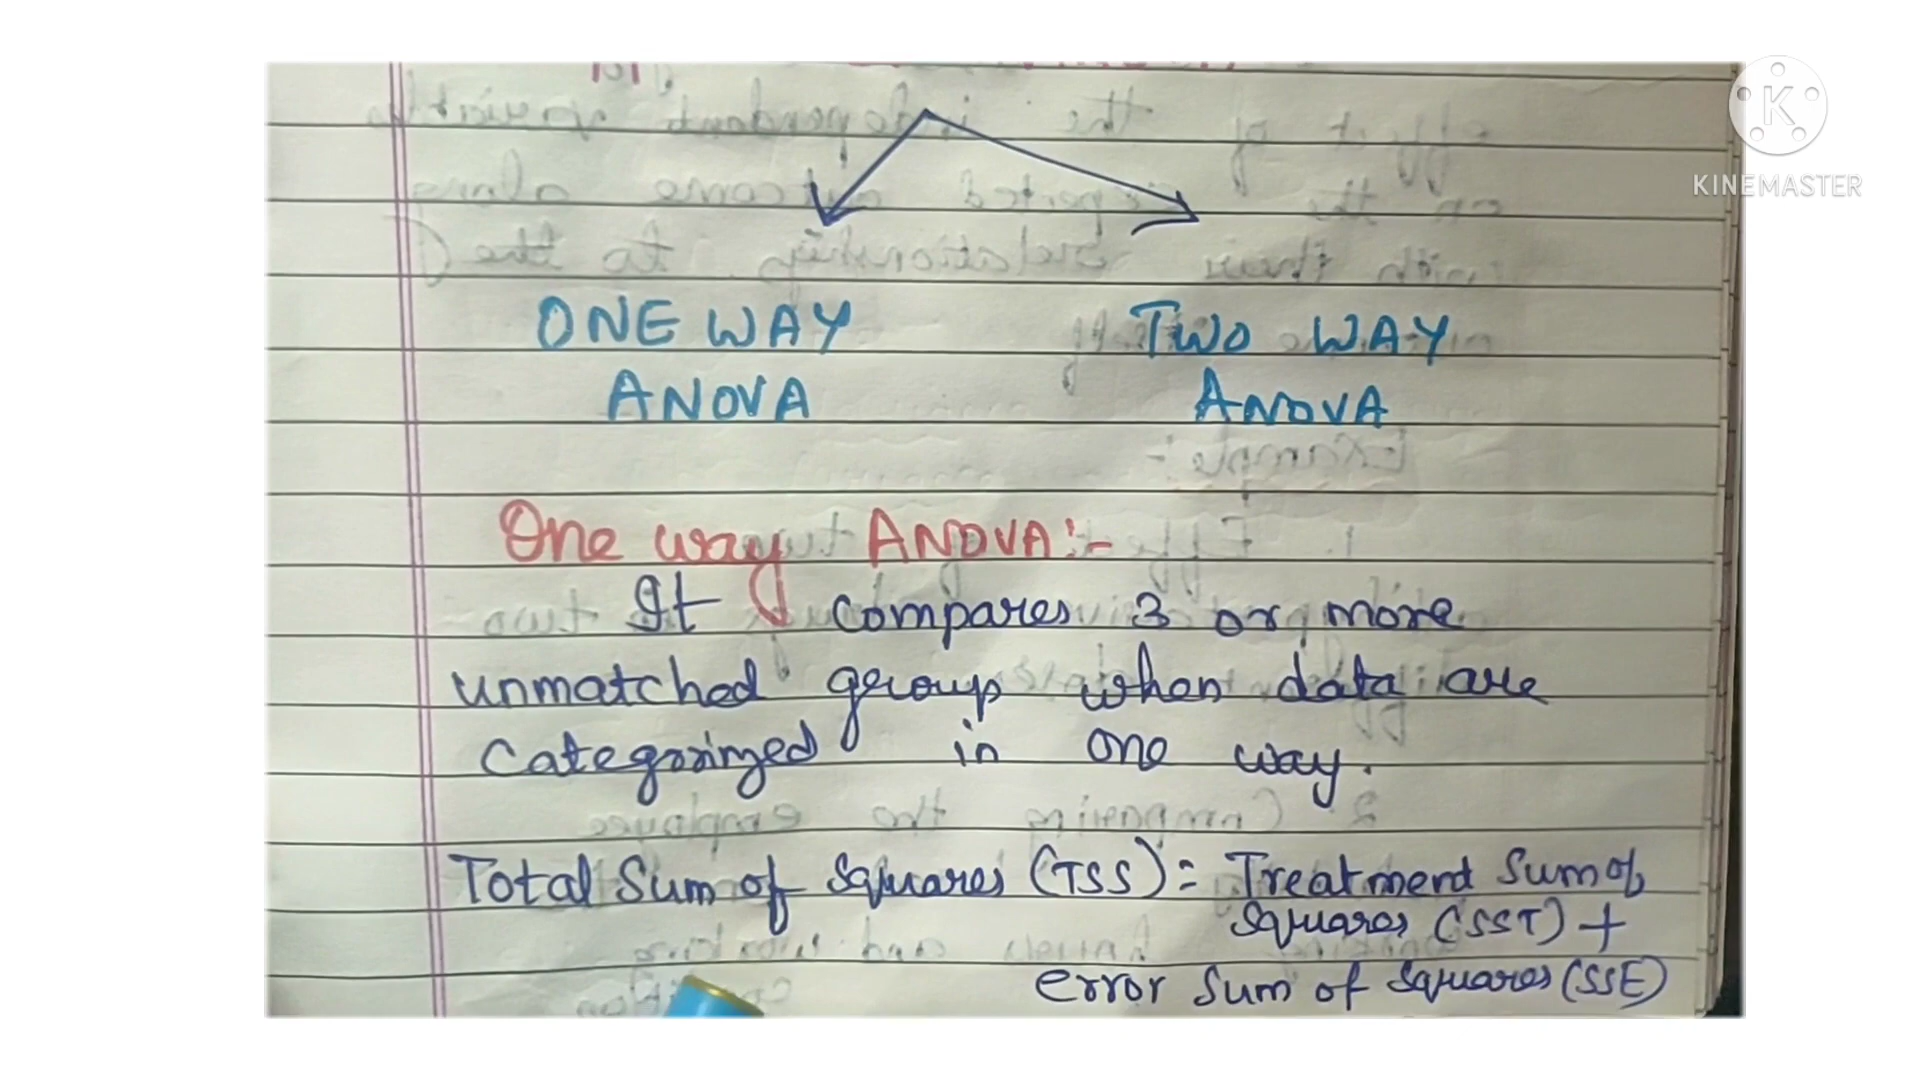 KINEMASTER
ONE WAY
ANOVA
TWO WAY
ANOVA
One way ANOVA:-
It compares 3 or more
unmatched group when data are
categorized in one way.
Total Sum of squares (TSS) = Treatment Sum of
squares (SST) +
error Sum of squares (SSE)